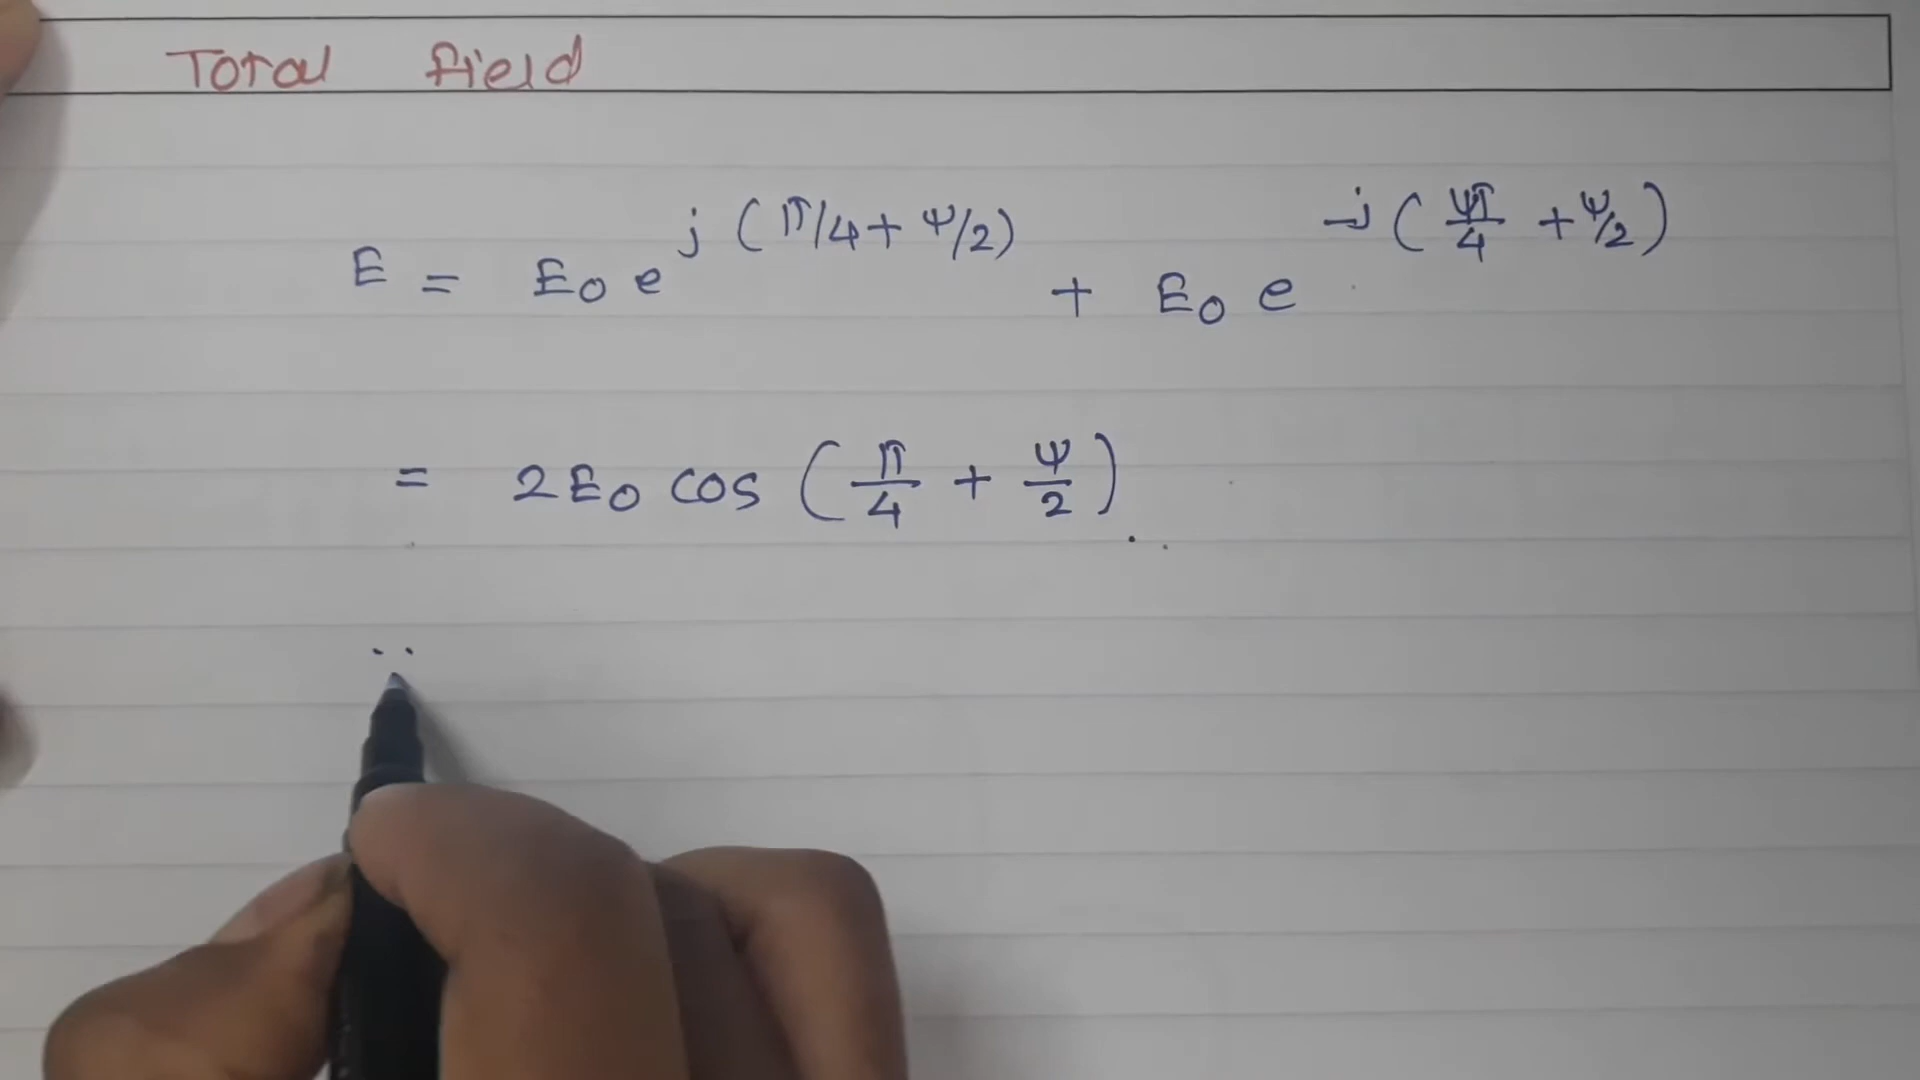 Total field
E = E₀ e^{j (π/4 + ψ/2)} + E₀ e^{-j (π/4 + ψ/2)}
= 2E₀ cos (π/4 + ψ/2).